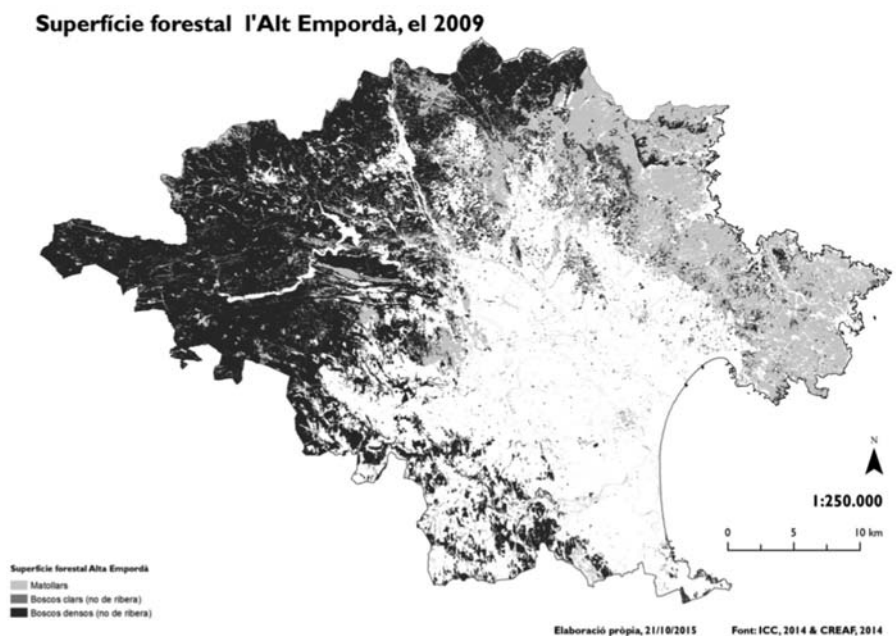 Superfície forestal l'Alt Empordà, el 2009
N
1:250.000
0 5 10 km
Superfície forestal Alta Empordà
Matollars
Boscos clars (no de ribera)
Boscos densos (no de ribera)
Elaboració pròpia, 21/10/2015 Font: ICC, 2014 & CREAF, 2014